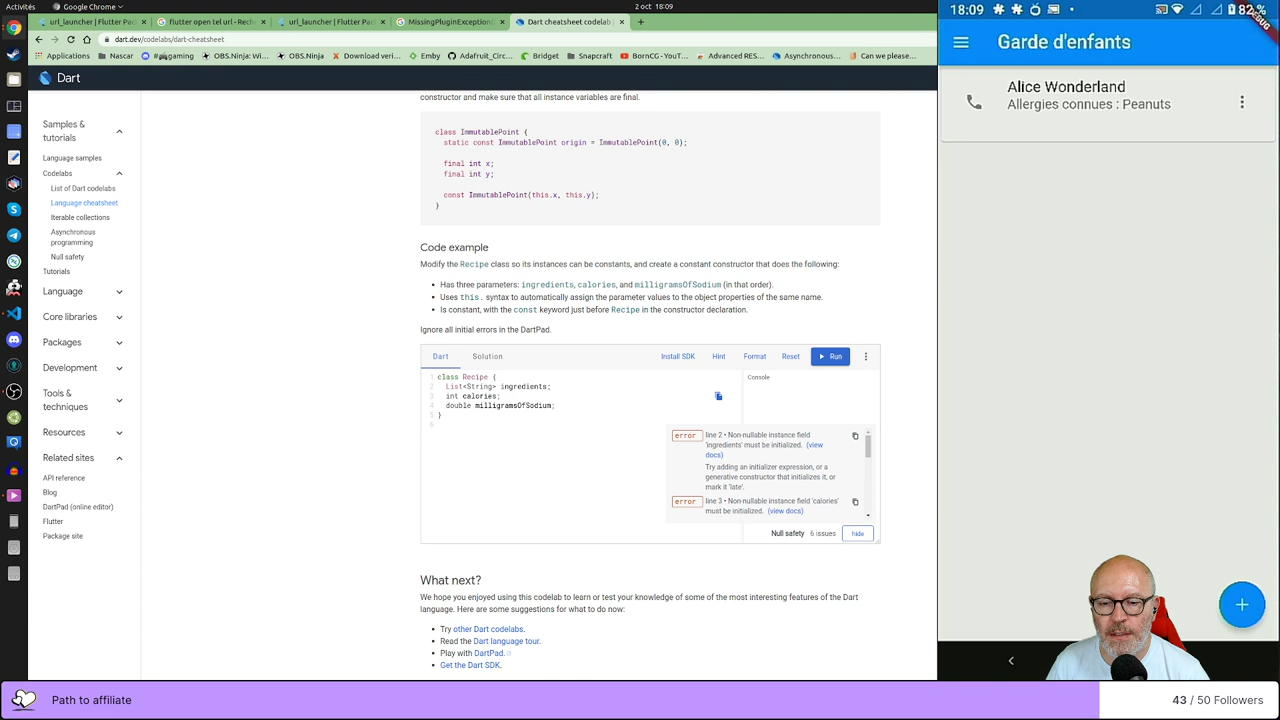 Activités
Google Chrome
2 oct 18:09
url_launcher | Flutter Pack
flutter open tel url - Reche
url_launcher | Flutter Pack
MissingPluginException(
Dart cheatsheet codelab |
dart.dev/codelabs/dart-cheatsheet
Applications
Nascar
gaming
OBS.Ninja: Wi...
OBS.Ninja
Download veri...
Emby
Adafruit_Circ...
Bridget
Snapcraft
BornCG - YouT...
Advanced RES...
Asynchronous...
Can we please...
Dart
Samples &
tutorials
Language samples
Codelabs
List of Dart codelabs
Language cheatsheet
Iterable collections
Asynchronous
programming
Null safety
Tutorials
Language
Core libraries
Packages
Development
Tools &
techniques
Resources
Related sites
API reference
Blog
DartPad (online editor)
Flutter
Package site
constructor and make sure that all instance variables are final.
class ImmutablePoint {
static const ImmutablePoint origin = ImmutablePoint(0, 0);
final int x;
final int y;
const ImmutablePoint(this.x, this.y);
}
Code example
Modify the Recipe class so its instances can be constants, and create a constant constructor that does the following:
• Has three parameters: ingredients, calories, and milligramsOfSodium (in that order).
• Uses this. syntax to automatically assign the parameter values to the object properties of the same name.
• Is constant, with the const keyword just before Recipe in the constructor declaration.
Ignore all initial errors in the DartPad.
Dart
Solution
Install SDK
Hint
Format
Reset
Run
1 class Recipe {
2 List<String> ingredients;
3 int calories;
4 double milligramsOfSodium;
5 }
6
Console
error
line 2 • Non-nullable instance field
'ingredients' must be initialized. (view
docs)
Try adding an initializer expression, or a
generative constructor that initializes it, or
mark it 'late'.
error
line 3 • Non-nullable instance field 'calories'
must be initialized. (view docs)
Null safety
6 issues
hide
What next?
We hope you enjoyed using this codelab to learn or test your knowledge of some of the most interesting features of the Dart
language. Here are some suggestions for what to do now:
• Try other Dart codelabs.
• Read the Dart language tour.
• Play with DartPad.
• Get the Dart SDK.
18:09
82
DEBUG
Garde d'enfants
Alice Wonderland
Allergies connues : Peanuts
Path to affiliate
43 / 50 Followers